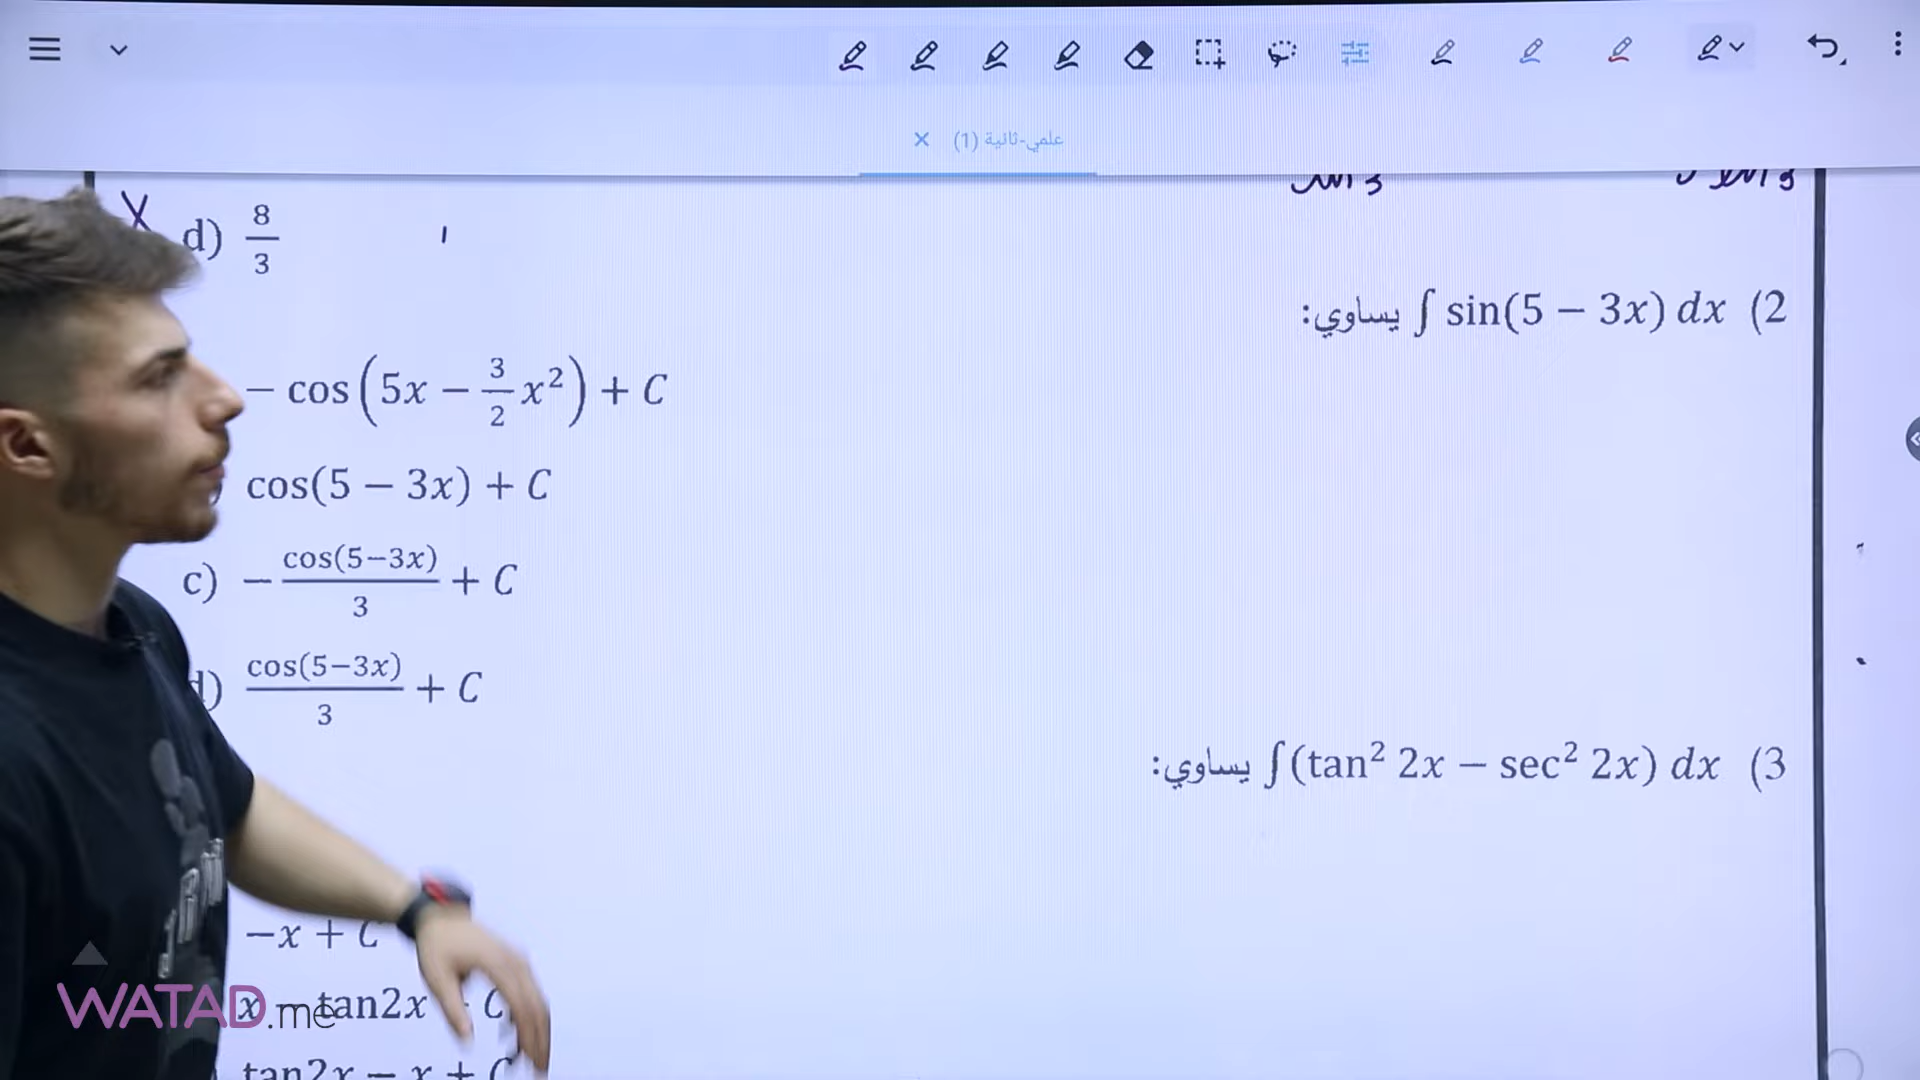 علمي-ثانية (1)
d) 8/3
2) ∫ sin(5 − 3x) dx يساوي:
− cos(5x − 3/2 x²) + C
cos(5 − 3x) + C
c) − cos(5−3x)/3 + C
d) cos(5−3x)/3 + C
3) ∫(tan² 2x − sec² 2x) dx يساوي:
−x + C
x − tan2x + C
tan2x − x + C
WATAD.me